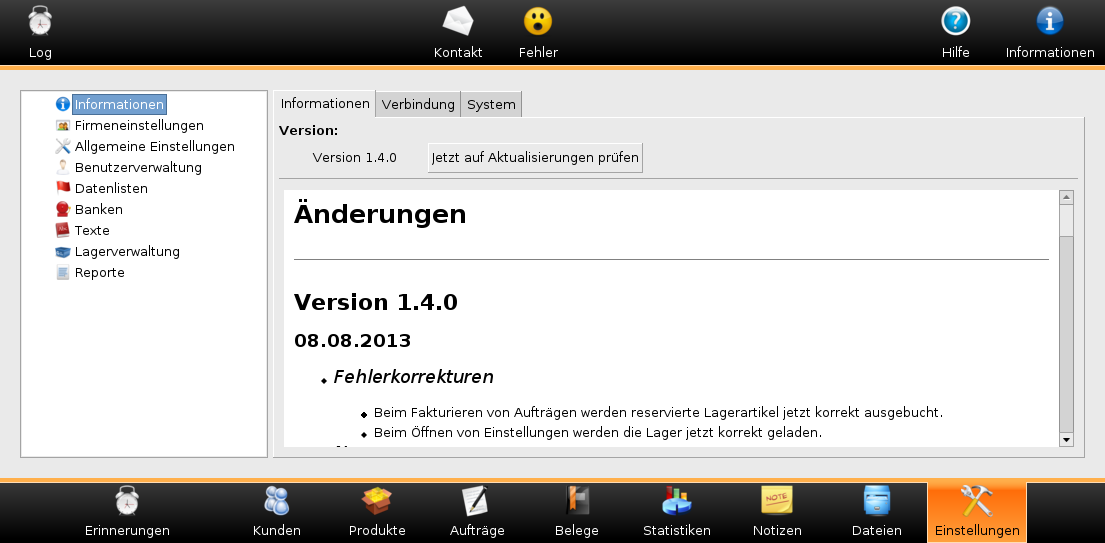 Log
Kontakt
Fehler
Hilfe
Informationen
Informationen
Firmeneinstellungen
Allgemeine Einstellungen
Benutzerverwaltung
Datenlisten
Banken
Texte
Lagerverwaltung
Reporte
Informationen
Verbindung
System
Version:
Version 1.4.0
Jetzt auf Aktualisierungen prüfen
Änderungen
Version 1.4.0
08.08.2013
Fehlerkorrekturen
Beim Fakturieren von Aufträgen werden reservierte Lagerartikel jetzt korrekt ausgebucht.
Beim Öffnen von Einstellungen werden die Lager jetzt korrekt geladen.
Erinnerungen
Kunden
Produkte
Aufträge
Belege
Statistiken
NOTE
Notizen
Dateien
Einstellungen